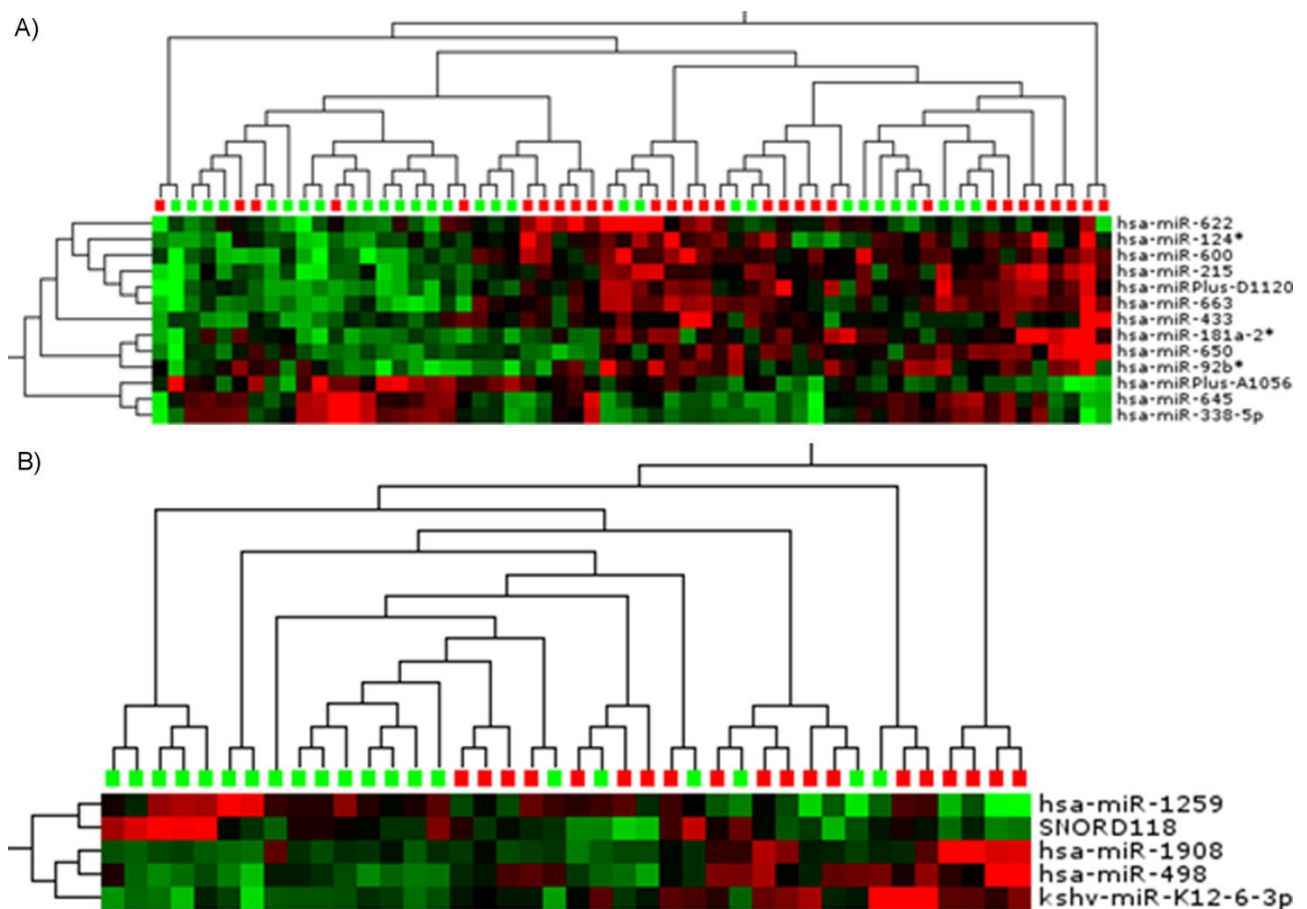 A)
hsa-miR-622
hsa-miR-124*
hsa-miR-600
hsa-miR-215
hsa-miRPlus-D1120
hsa-miR-663
hsa-miR-433
hsa-miR-181a-2*
hsa-miR-650
hsa-miR-92b*
hsa-miRPlus-A1056
hsa-miR-645
hsa-miR-338-5p
B)
hsa-miR-1259
SNORD118
hsa-miR-1908
hsa-miR-498
kshv-miR-K12-6-3p